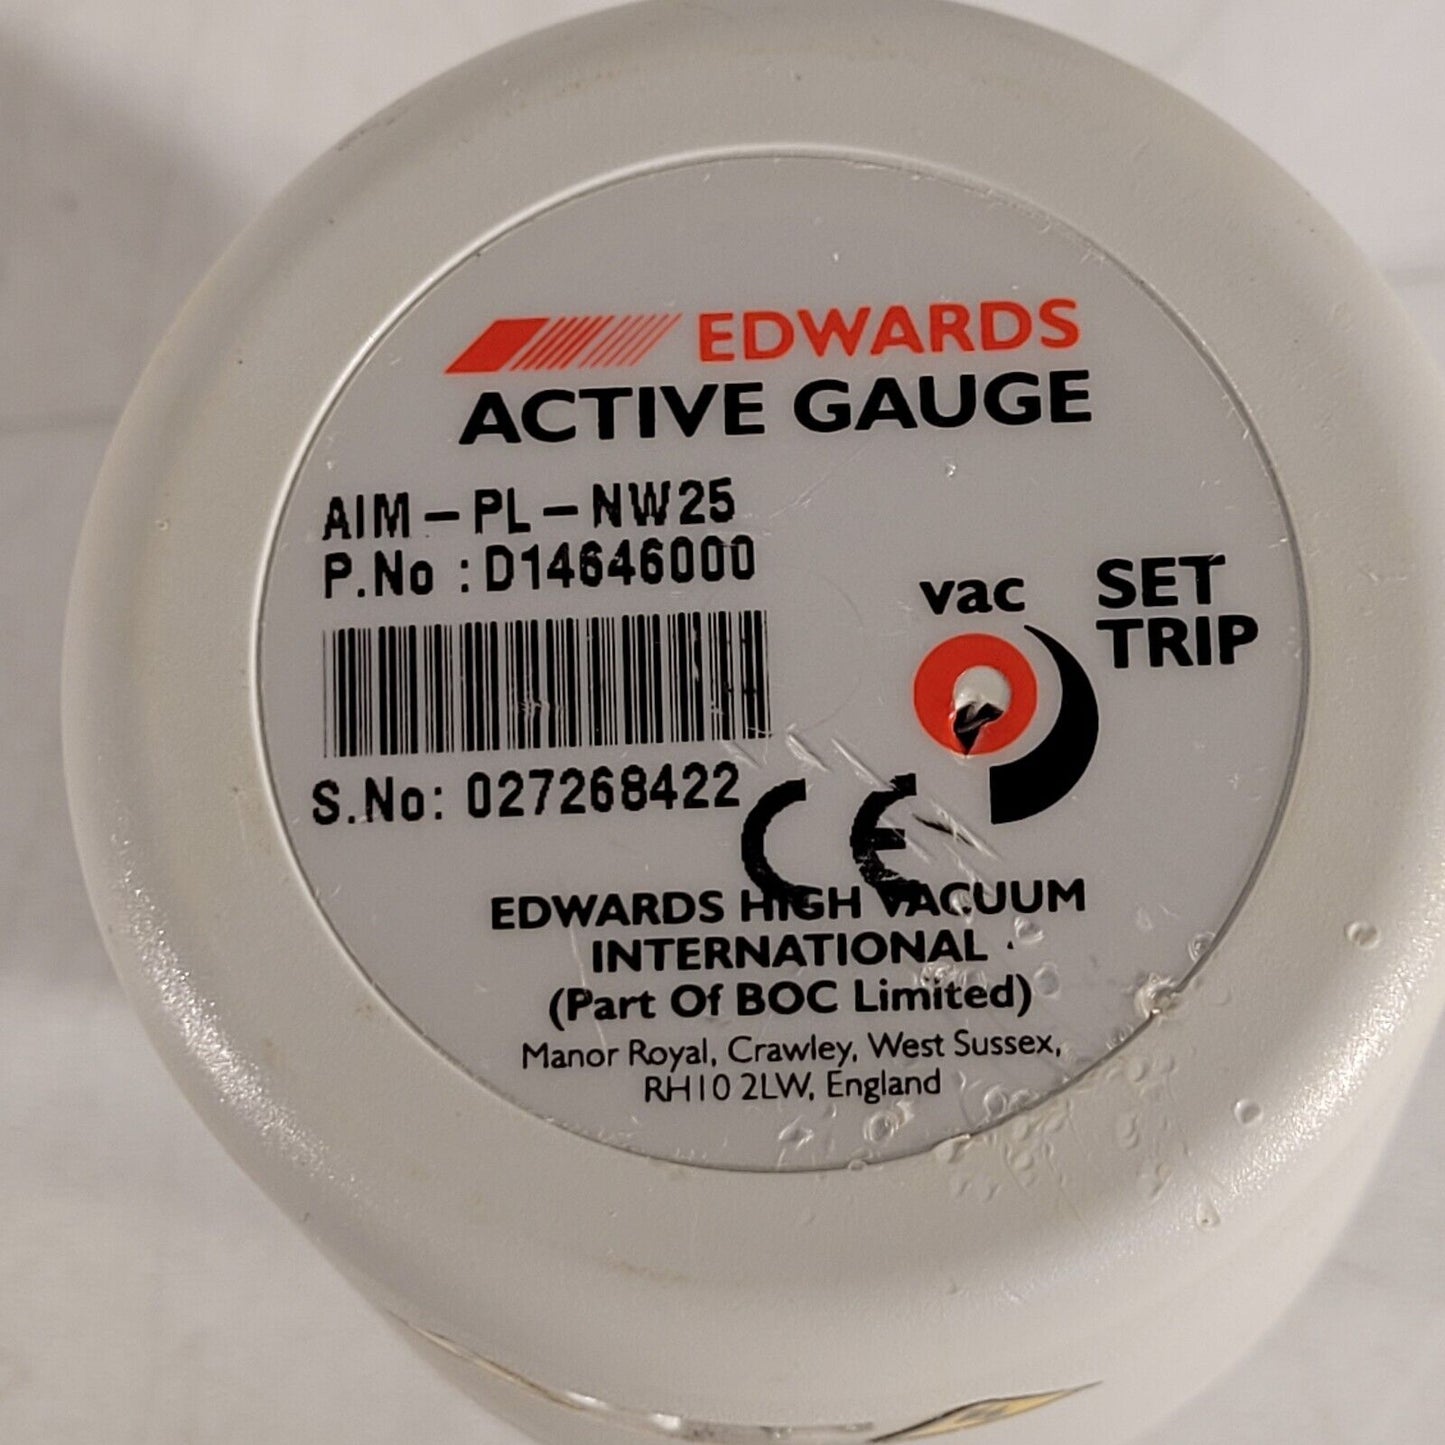 EDWARDS
ACTIVE GAUGE
AIM-PL-NW25
P.No :D14646000
vac
SET
TRIP
S.No: 027268422
CE
EDWARDS HIGH VACUUM
INTERNATIONAL
(Part Of BOC Limited)
Manor Royal, Crawley, West Sussex,
RH10 2LW, England